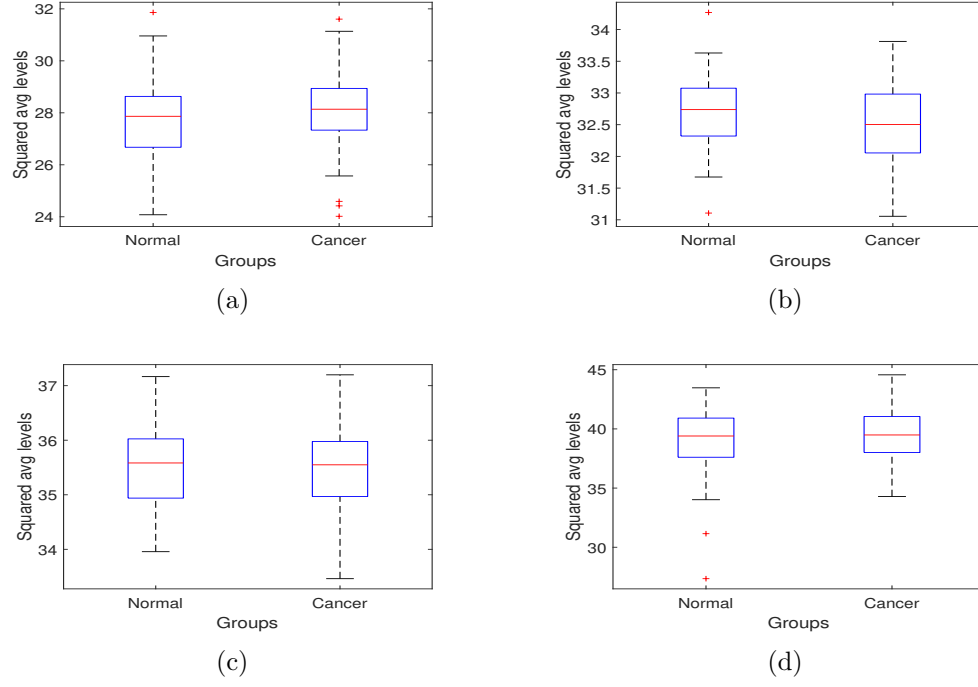 32
30
28
26
24
Squared avg levels
Normal
Cancer
Groups
(a)
34
33.5
33
32.5
32
31.5
31
Squared avg levels
Normal
Cancer
Groups
(b)
37
36
35
34
Squared avg levels
Normal
Cancer
Groups
(c)
45
40
35
30
Squared avg levels
Normal
Cancer
Groups
(d)